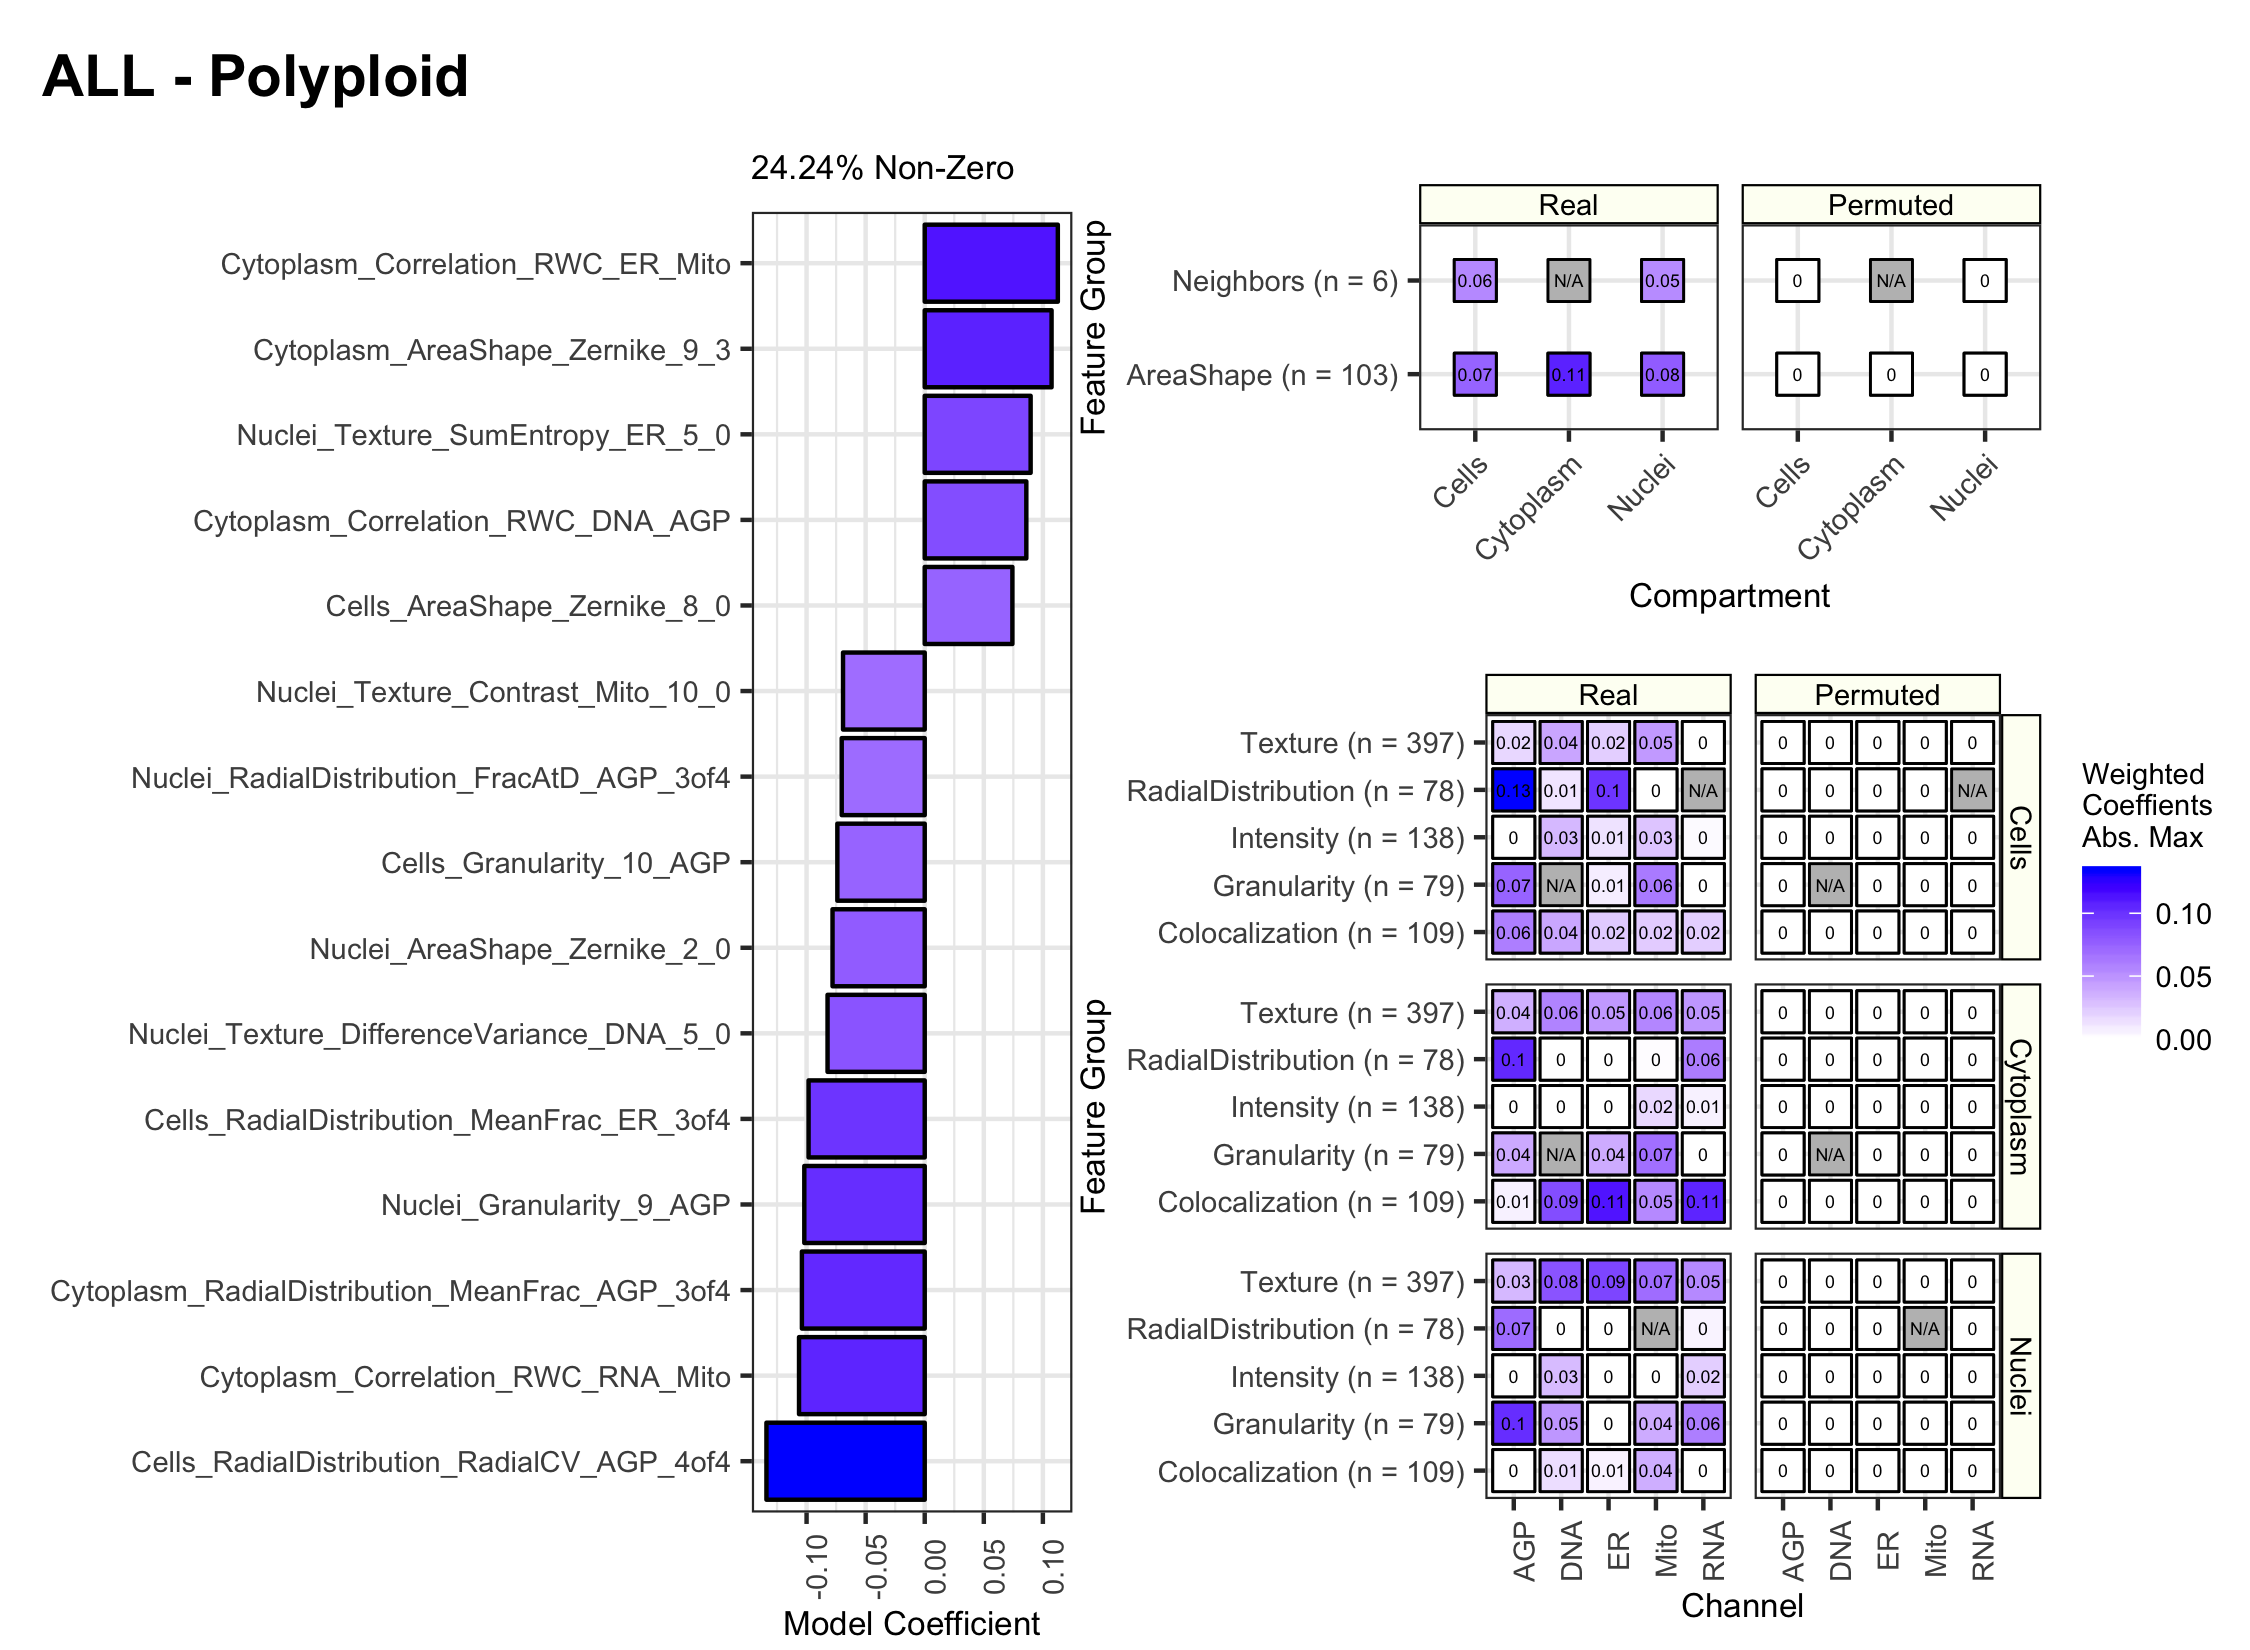 ALL - Polyploid
24.24% Non-Zero
Cytoplasm_Correlation_RWC_ER_Mito
Cytoplasm_AreaShape_Zernike_9_3
Nuclei_Texture_SumEntropy_ER_5_0
Cytoplasm_Correlation_RWC_DNA_AGP
Cells_AreaShape_Zernike_8_0
Nuclei_Texture_Contrast_Mito_10_0
Nuclei_RadialDistribution_FracAtD_AGP_3of4
Cells_Granularity_10_AGP
Nuclei_AreaShape_Zernike_2_0
Nuclei_Texture_DifferenceVariance_DNA_5_0
Cells_RadialDistribution_MeanFrac_ER_3of4
Nuclei_Granularity_9_AGP
Cytoplasm_RadialDistribution_MeanFrac_AGP_3of4
Cytoplasm_Correlation_RWC_RNA_Mito
Cells_RadialDistribution_RadialCV_AGP_4of4
-0.10 -0.05 0.00 0.05 0.10
Model Coefficient
Feature Group
Real Permuted
Neighbors (n = 6) 0.06 N/A 0.05 0 N/A 0
AreaShape (n = 103) 0.07 0.11 0.08 0 0 0
Cells Cytoplasm Nuclei Cells Cytoplasm Nuclei
Compartment
Feature Group
Real Permuted
Texture (n = 397) 0.02 0.04 0.02 0.05 0 0 0 0 0 0
RadialDistribution (n = 78) 0.13 0.01 0.1 0 N/A 0 0 0 0 N/A
Intensity (n = 138) 0 0.03 0.01 0.03 0 0 0 0 0 0
Granularity (n = 79) 0.07 N/A 0.01 0.06 0 0 N/A 0 0 0
Colocalization (n = 109) 0.06 0.04 0.02 0.02 0.02 0 0 0 0 0
Cells
Texture (n = 397) 0.04 0.06 0.05 0.06 0.05 0 0 0 0 0
RadialDistribution (n = 78) 0.1 0 0 0 0.06 0 0 0 0 0
Intensity (n = 138) 0 0 0 0.02 0.01 0 0 0 0 0
Granularity (n = 79) 0.04 N/A 0.04 0.07 0 0 N/A 0 0 0
Colocalization (n = 109) 0.01 0.09 0.11 0.05 0.11 0 0 0 0 0
Cytoplasm
Texture (n = 397) 0.03 0.08 0.09 0.07 0.05 0 0 0 0 0
RadialDistribution (n = 78) 0.07 0 0 N/A 0 0 0 0 N/A 0
Intensity (n = 138) 0 0.03 0 0 0.02 0 0 0 0 0
Granularity (n = 79) 0.1 0.05 0 0.04 0.06 0 0 0 0 0
Colocalization (n = 109) 0 0.01 0.01 0.04 0 0 0 0 0 0
Nuclei
AGP DNA ER Mito RNA AGP DNA ER Mito RNA
Channel
Weighted
Coeffients
Abs. Max
0.10
0.05
0.00